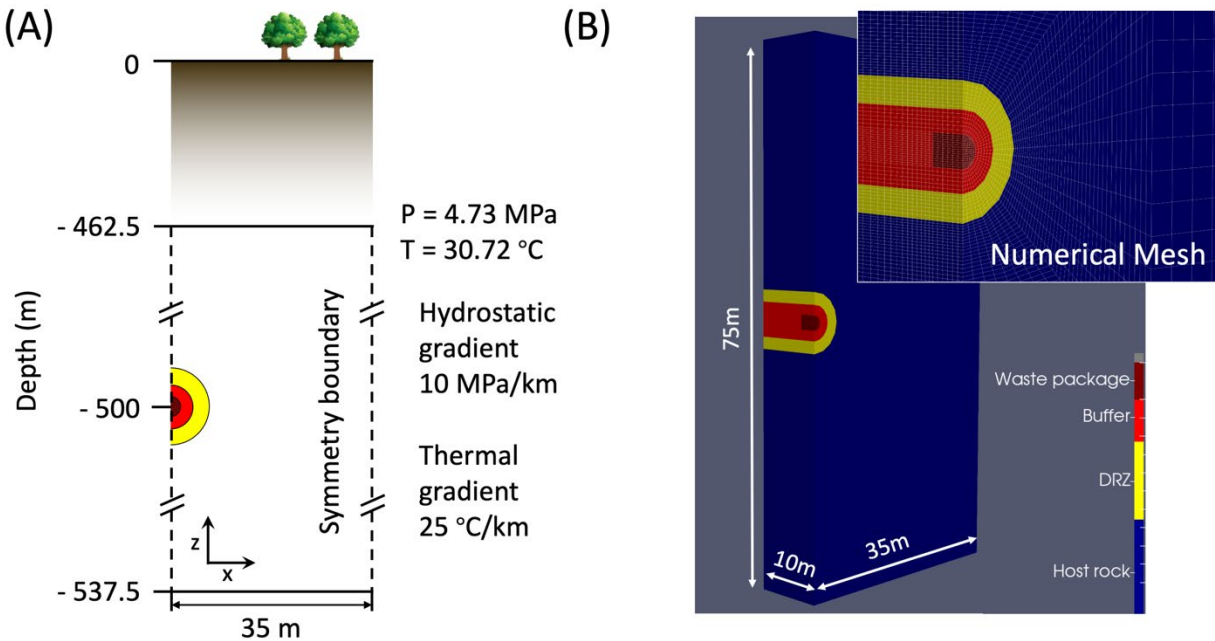 (A)
0
- 462.5
Depth (m)
- 500
- 537.5
z
x
35 m
Symmetry boundary
P = 4.73 MPa
T = 30.72 °C
Hydrostatic
gradient
10 MPa/km
Thermal
gradient
25 °C/km
(B)
Numerical Mesh
75m
10m
35m
Waste package
Buffer
DRZ
Host rock